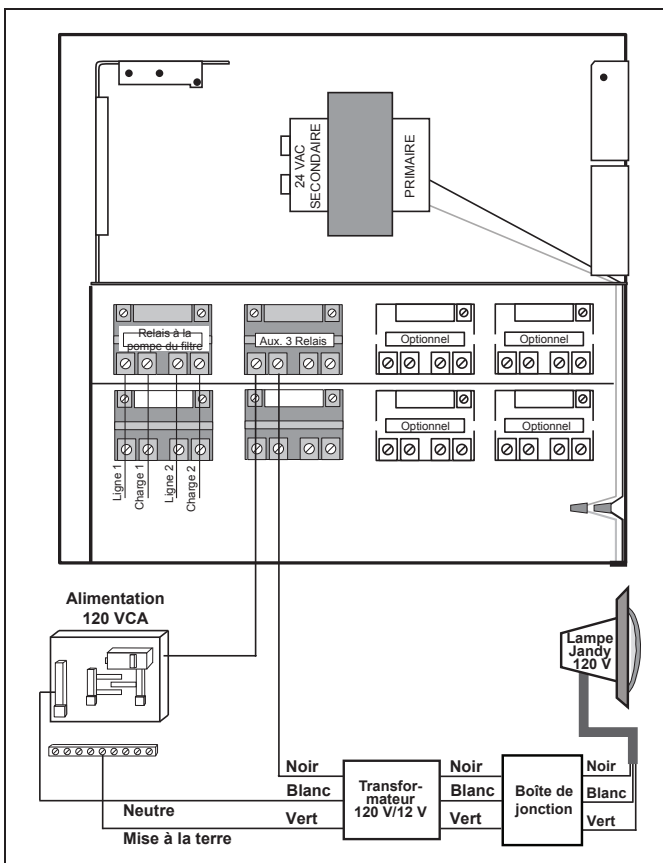 24 VAC
SECONDAIRE
PRIMAIRE
Relais à la
pompe du filtre
Aux. 3 Relais
Optionnel
Optionnel
Optionnel
Optionnel
Ligne 1
Charge 1
Ligne 2
Charge 2
Alimentation
120 VCA
Lampe
Jandy
120 V
Noir
Blanc
Vert
Transfor-
mateur
120 V/12 V
Noir
Blanc
Vert
Boîte de
jonction
Noir
Blanc
Vert
Neutre
Mise à la terre